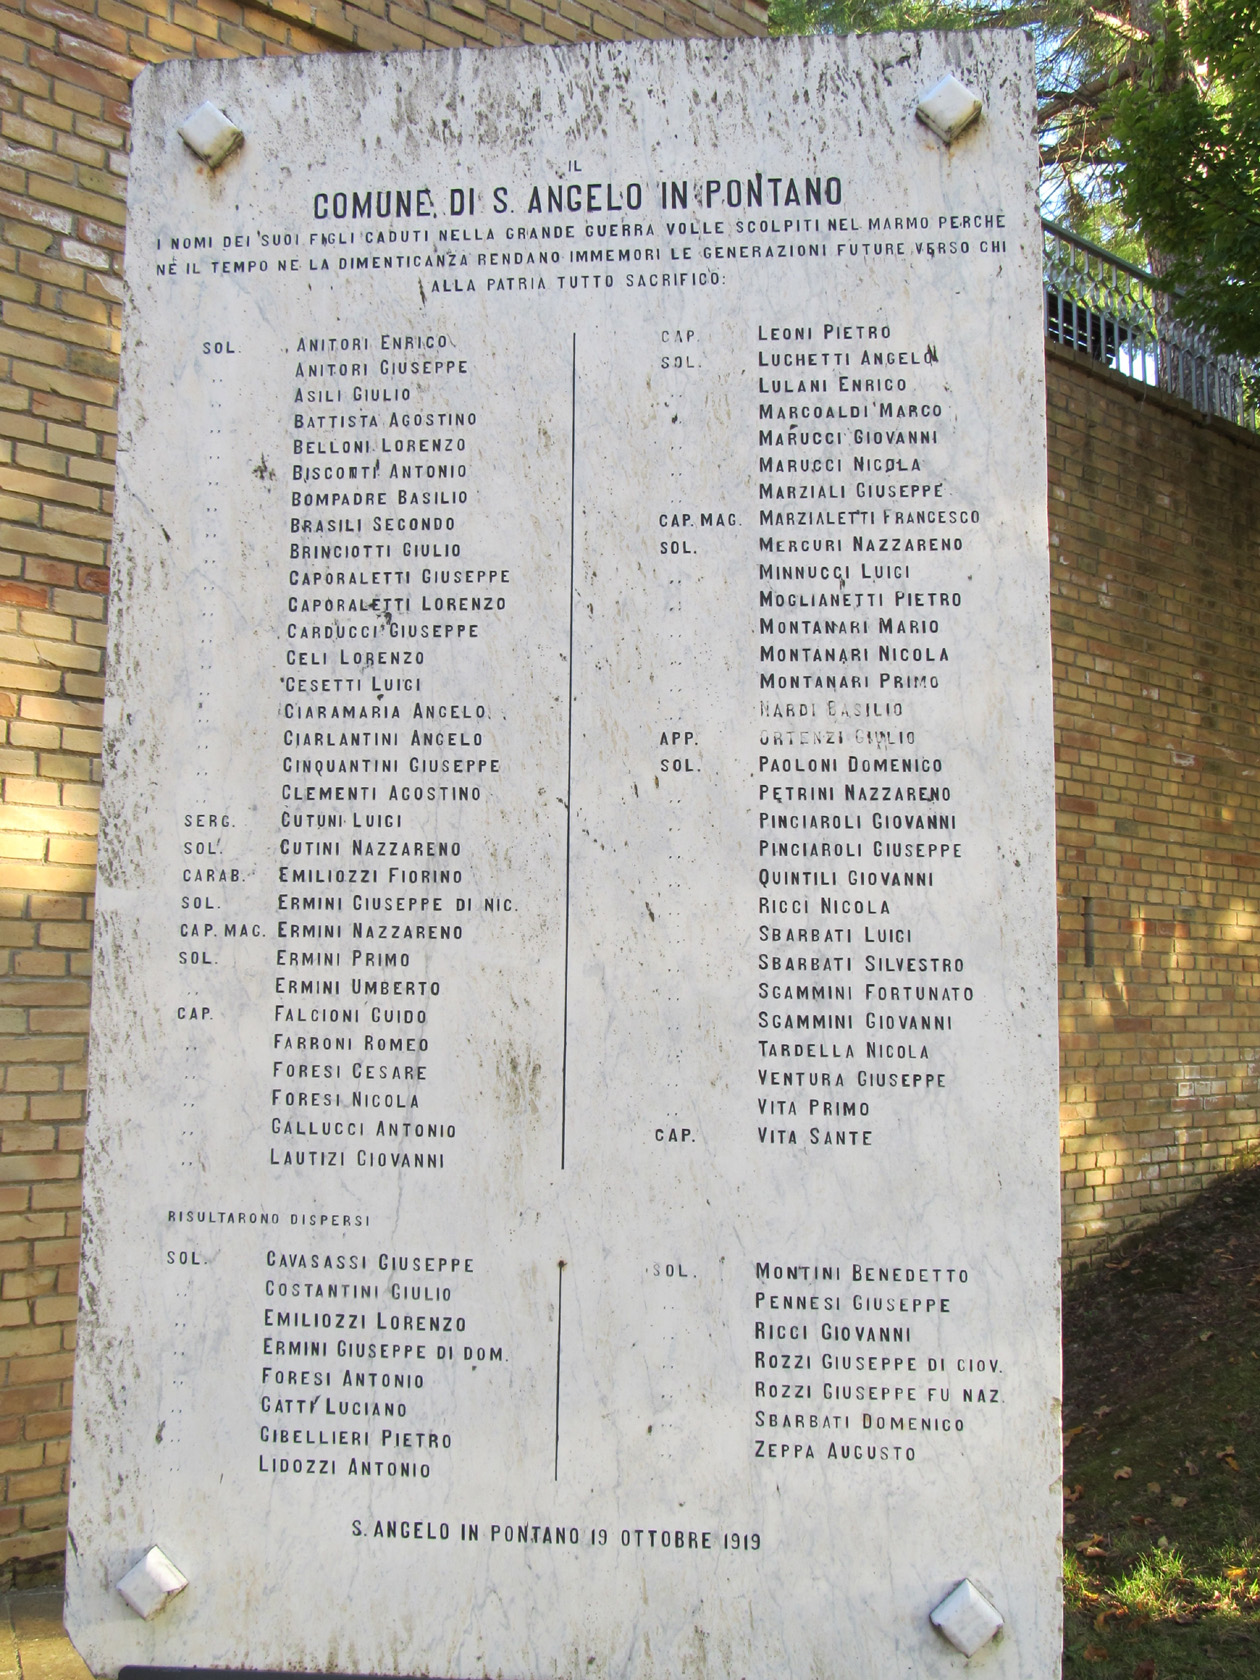 IL
COMUNE DI S. ANGELO IN PONTANO
I NOMI DEI SUOI FIGLI CADUTI NELLA GRANDE GUERRA VOLLE SCOLPITI NEL MARMO PERCHE
NE IL TEMPO NE LA DIMENTICANZA RENDANO IMMEMORI LE GENERAZIONI FUTURE VERSO CHI
ALLA PATRIA TUTTO SACRIFICO:
SOL. ANITORI ENRICO
.. ANITORI GIUSEPPE
.. ASILI GIULIO
.. BATTISTA AGOSTINO
.. BELLONI LORENZO
.. BISCONTI ANTONIO
.. BOMPADRE BASILIO
.. BRASILI SECONDO
.. BRINCIOTTI GIULIO
.. CAPORALETTI GIUSEPPE
.. CAPORALETTI LORENZO
.. CARDUCCI GIUSEPPE
.. CELI LORENZO
.. CESETTI LUIGI
.. CIARAMARIA ANGELO
.. CIARLANTINI ANGELO
.. CINQUANTINI GIUSEPPE
.. CLEMENTI AGOSTINO
SERG. CUTUNI LUIGI
SOL. CUTINI NAZZARENO
CARAB. EMILIOZZI FIORINO
SOL. ERMINI GIUSEPPE DI NIC.
CAP. MAG. ERMINI NAZZARENO
SOL. ERMINI PRIMO
.. ERMINI UMBERTO
CAP. FALCIONI GUIDO
.. FARRONI ROMEO
.. FORESI CESARE
.. FORESI NICOLA
.. GALLUCCI ANTONIO
.. LAUTIZI GIOVANNI
CAP. LEONI PIETRO
SOL. LUCHETTI ANGELO
.. LULANI ENRICO
.. MARCOALDI MARCO
.. MARUCCI GIOVANNI
.. MARUCCI NICOLA
.. MARZIALI GIUSEPPE
CAP. MAG. MARZIALETTI FRANCESCO
SOL. MERCURI NAZZARENO
.. MINNUCCI LUIGI
.. MOGLIANETTI PIETRO
.. MONTANARI MARIO
.. MONTANARI NICOLA
.. MONTANARI PRIMO
.. NARDI BASILIO
APP. ORTENZI GIULIO
SOL. PAOLONI DOMENICO
.. PETRINI NAZZARENO
.. PINCIAROLI GIOVANNI
.. PINCIAROLI GIUSEPPE
.. QUINTILI GIOVANNI
.. RICCI NICOLA
.. SBARBATI LUIGI
.. SBARBATI SILVESTRO
.. SGAMMINI FORTUNATO
.. SGAMMINI GIOVANNI
.. TARDELLA NICOLA
.. VENTURA GIUSEPPE
.. VITA PRIMO
CAP. VITA SANTE
RISULTARONO DISPERSI
SOL. CAVASASSI GIUSEPPE
.. COSTANTINI GIULIO
.. EMILIOZZI LORENZO
.. ERMINI GIUSEPPE DI DOM.
.. FORESI ANTONIO
.. GATTI LUCIANO
.. GIBELLIERI PIETRO
.. LIDOZZI ANTONIO
SOL. MONTINI BENEDETTO
.. PENNESI GIUSEPPE
.. RICCI GIOVANNI
.. ROZZI GIUSEPPE DI GIOV.
.. ROZZI GIUSEPPE FU NAZ.
.. SBARBATI DOMENICO
.. ZEPPA AUGUSTO
S. ANGELO IN PONTANO 19 OTTOBRE 1919